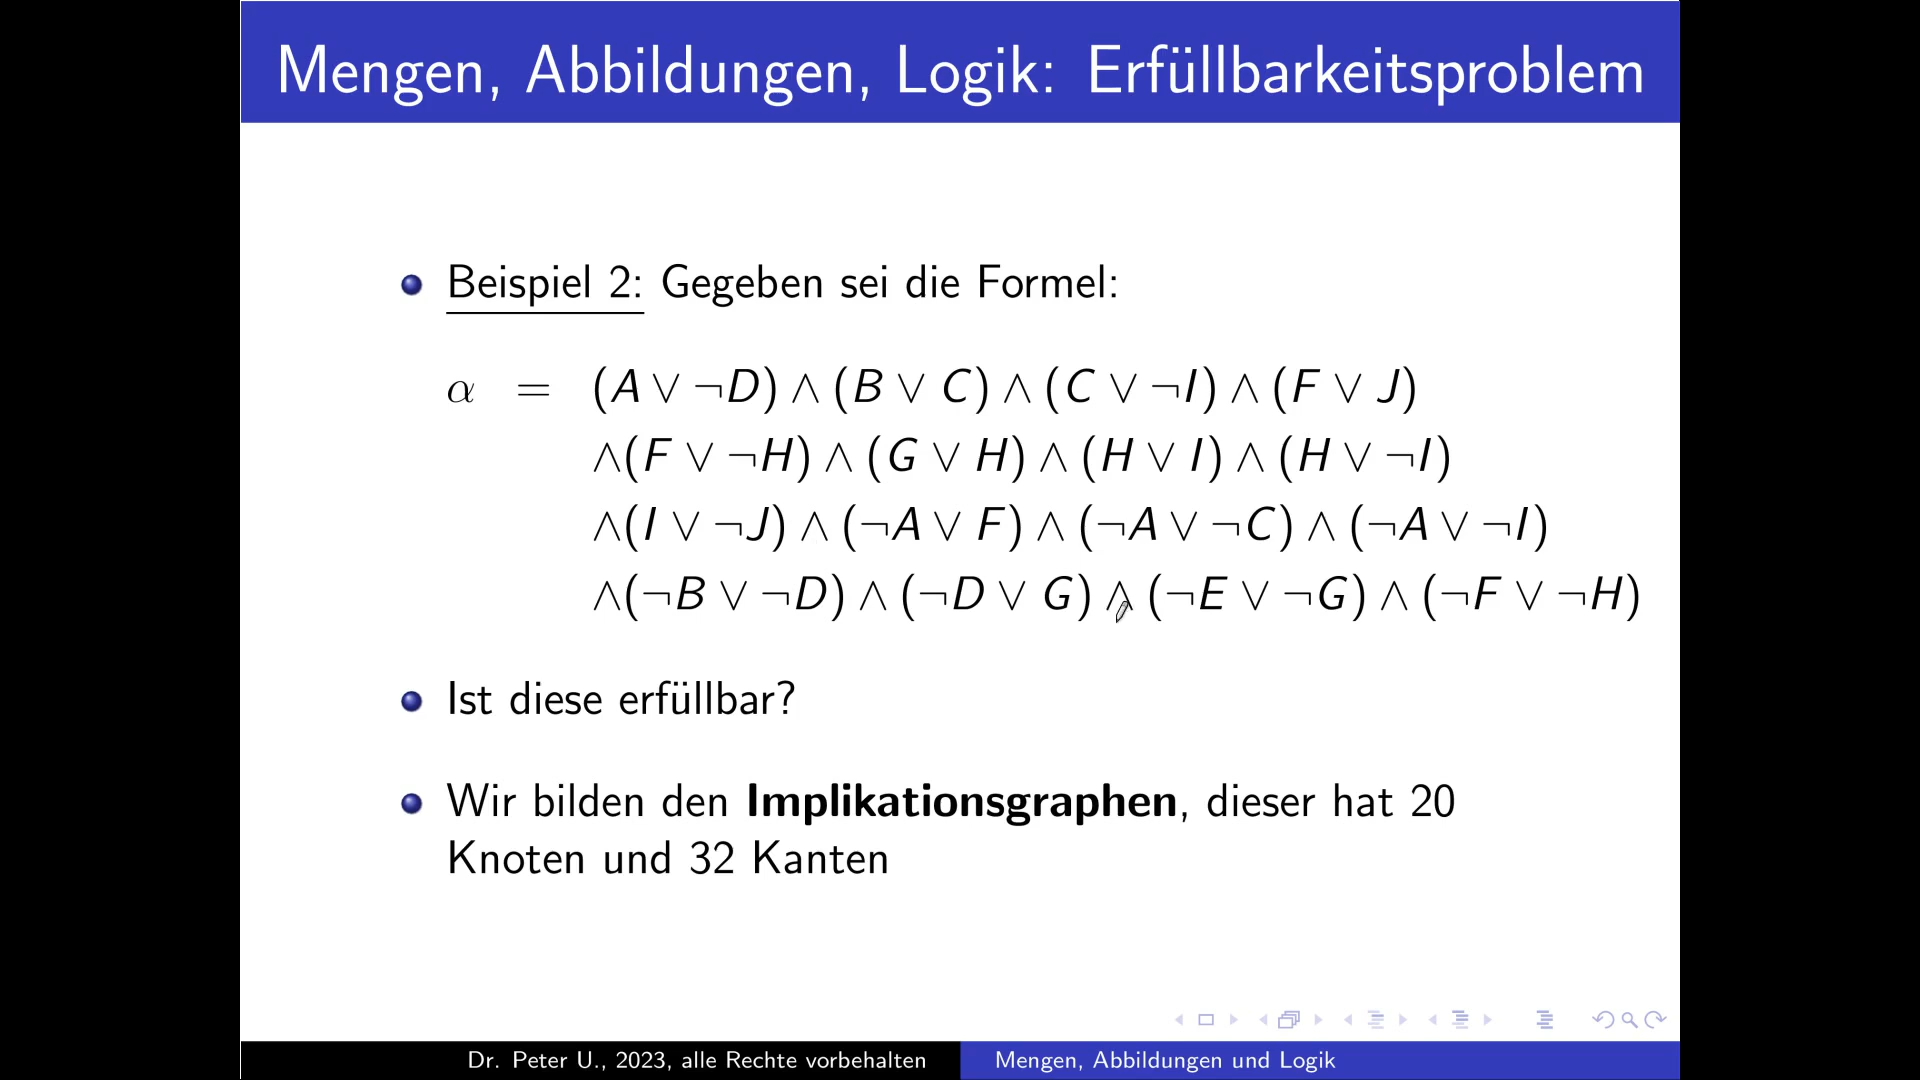 Mengen, Abbildungen, Logik: Erfüllbarkeitsproblem
Beispiel 2: Gegeben sei die Formel:
α = (A ∨ ¬D) ∧ (B ∨ C) ∧ (C ∨ ¬I) ∧ (F ∨ J)
∧(F ∨ ¬H) ∧ (G ∨ H) ∧ (H ∨ I) ∧ (H ∨ ¬I)
∧(I ∨ ¬J) ∧ (¬A ∨ F) ∧ (¬A ∨ ¬C) ∧ (¬A ∨ ¬I)
∧(¬B ∨ ¬D) ∧ (¬D ∨ G) ∧ (¬E ∨ ¬G) ∧ (¬F ∨ ¬H)
Ist diese erfüllbar?
Wir bilden den Implikationsgraphen, dieser hat 20
Knoten und 32 Kanten
Dr. Peter U., 2023, alle Rechte vorbehalten
Mengen, Abbildungen und Logik